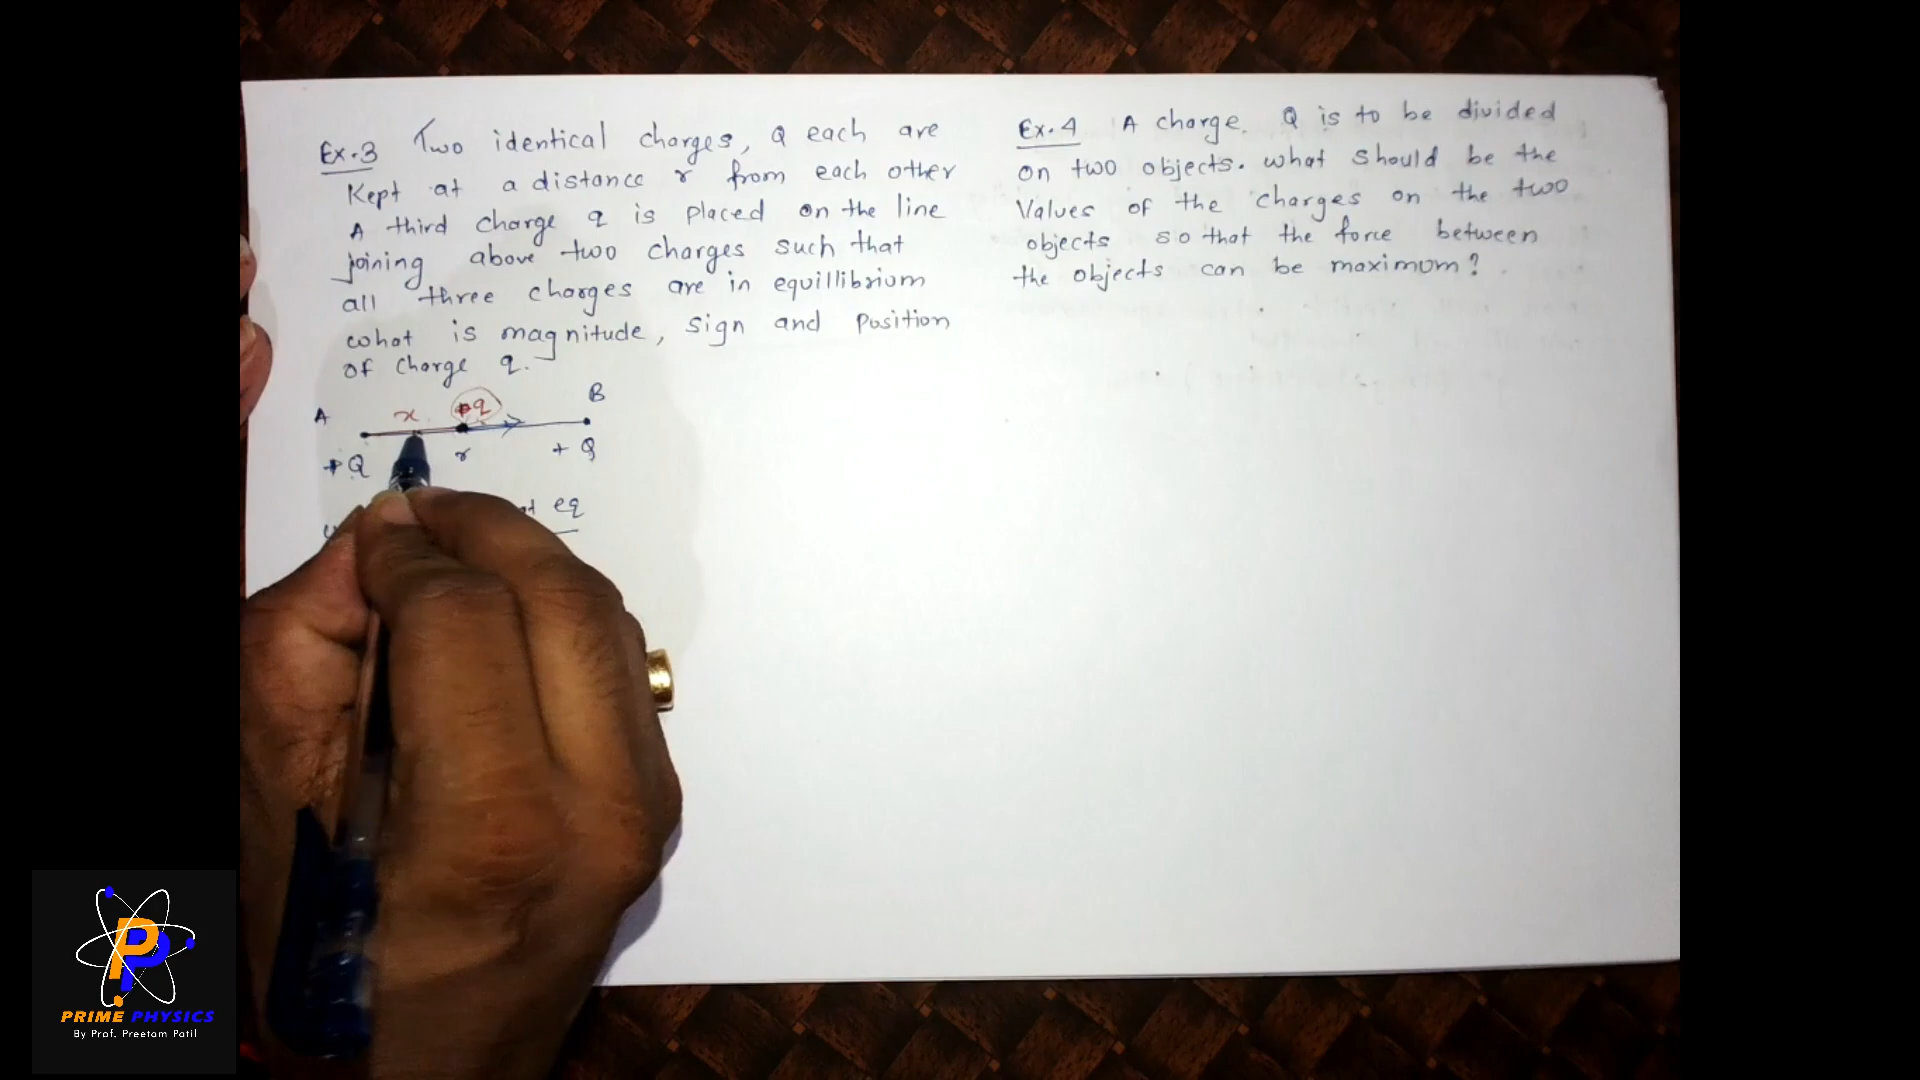 Ex.3 Two identical charges, Q each are
Kept at a distance r from each other
A third charge q is placed on the line
joining above two charges such that
all three charges are in equillibrium
what is magnitude, sign and position
of charge q.
A x +q B
+Q r + Q
eq
Ex.4 A charge. Q is to be divided
on two objects. what should be the
Values of the charges on the two
objects so that the force between
the objects can be maximum?
PRIME PHYSICS
By Prof. Preetam Patil